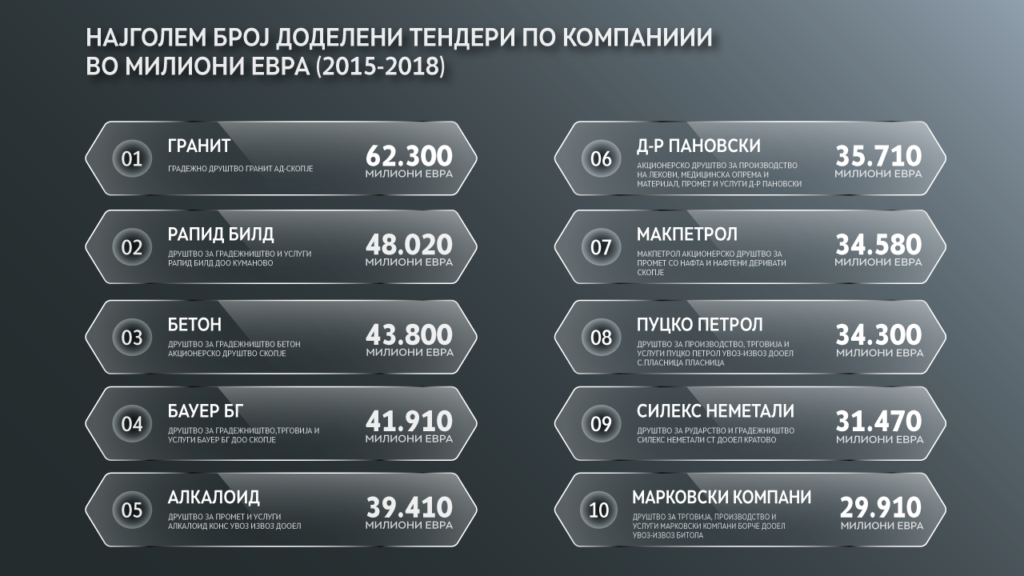 НАЈГОЛЕМ БРОЈ ДОДЕЛЕНИ ТЕНДЕРИ ПО КОМПАНИИИ
ВО МИЛИОНИ ЕВРА (2015-2018)
01
ГРАНИТ
ГРАДЕЖНО ДРУШТВО ГРАНИТ АД-СКОПЈЕ
62.300
МИЛИОНИ ЕВРА
02
РАПИД БИЛД
ДРУШТВО ЗА ГРАДЕЖНИШТВО И УСЛУГИ
РАПИД БИЛД ДОО КУМАНОВО
48.020
МИЛИОНИ ЕВРА
03
БЕТОН
ДРУШТВО ЗА ГРАДЕЖНИШТВО БЕТОН
АКЦИОНЕРСКО ДРУШТВО СКОПЈЕ
43.800
МИЛИОНИ ЕВРА
04
БАУЕР БГ
ДРУШТВО ЗА ГРАДЕЖНИШТВО,ТРГОВИЈА И
УСЛУГИ БАУЕР БГ ДОО СКОПЈЕ
41.910
МИЛИОНИ ЕВРА
05
АЛКАЛОИД
ДРУШТВО ЗА ПРОМЕТ И УСЛУГИ
АЛКАЛОИД КОНС УВОЗ ИЗВОЗ ДООЕЛ
39.410
МИЛИОНИ ЕВРА
06
Д-Р ПАНОВСКИ
АКЦИОНЕРСКО ДРУШТВО ЗА ПРОИЗВОДСТВО
НА ЛЕКОВИ, МЕДИЦИНСКА ОПРЕМА И
МАТЕРИЈАЛ, ПРОМЕТ И УСЛУГИ Д-Р ПАНОВСКИ
35.710
МИЛИОНИ ЕВРА
07
МАКПЕТРОЛ
МАКПЕТРОЛ АКЦИОНЕРСКО ДРУШТВО ЗА
ПРОМЕТ СО НАФТА И НАФТЕНИ ДЕРИВАТИ
СКОПЈЕ
34.580
МИЛИОНИ ЕВРА
08
ПУЦКО ПЕТРОЛ
ДРУШТВО ЗА ПРОИЗВОДСТВО, ТРГОВИЈА И
УСЛУГИ ПУЦКО ПЕТРОЛ УВОЗ-ИЗВОЗ ДООЕЛ
С.ПЛАСНИЦА ПЛАСНИЦА
34.300
МИЛИОНИ ЕВРА
09
СИЛЕКС НЕМЕТАЛИ
ДРУШТВО ЗА РУДАРСТВО И ГРАДЕЖНИШТВО
СИЛЕКС НЕМЕТАЛИ СТ ДООЕЛ КРАТОВО
31.470
МИЛИОНИ ЕВРА
10
МАРКОВСКИ КОМПАНИ
ДРУШТВО ЗА ТРГОВИЈА, ПРОИЗВОДСТВО И
УСЛУГИ МАРКОВСКИ КОМПАНИ БОРЧЕ ДООЕЛ
УВОЗ-ИЗВОЗ БИТОЛА
29.910
МИЛИОНИ ЕВРА